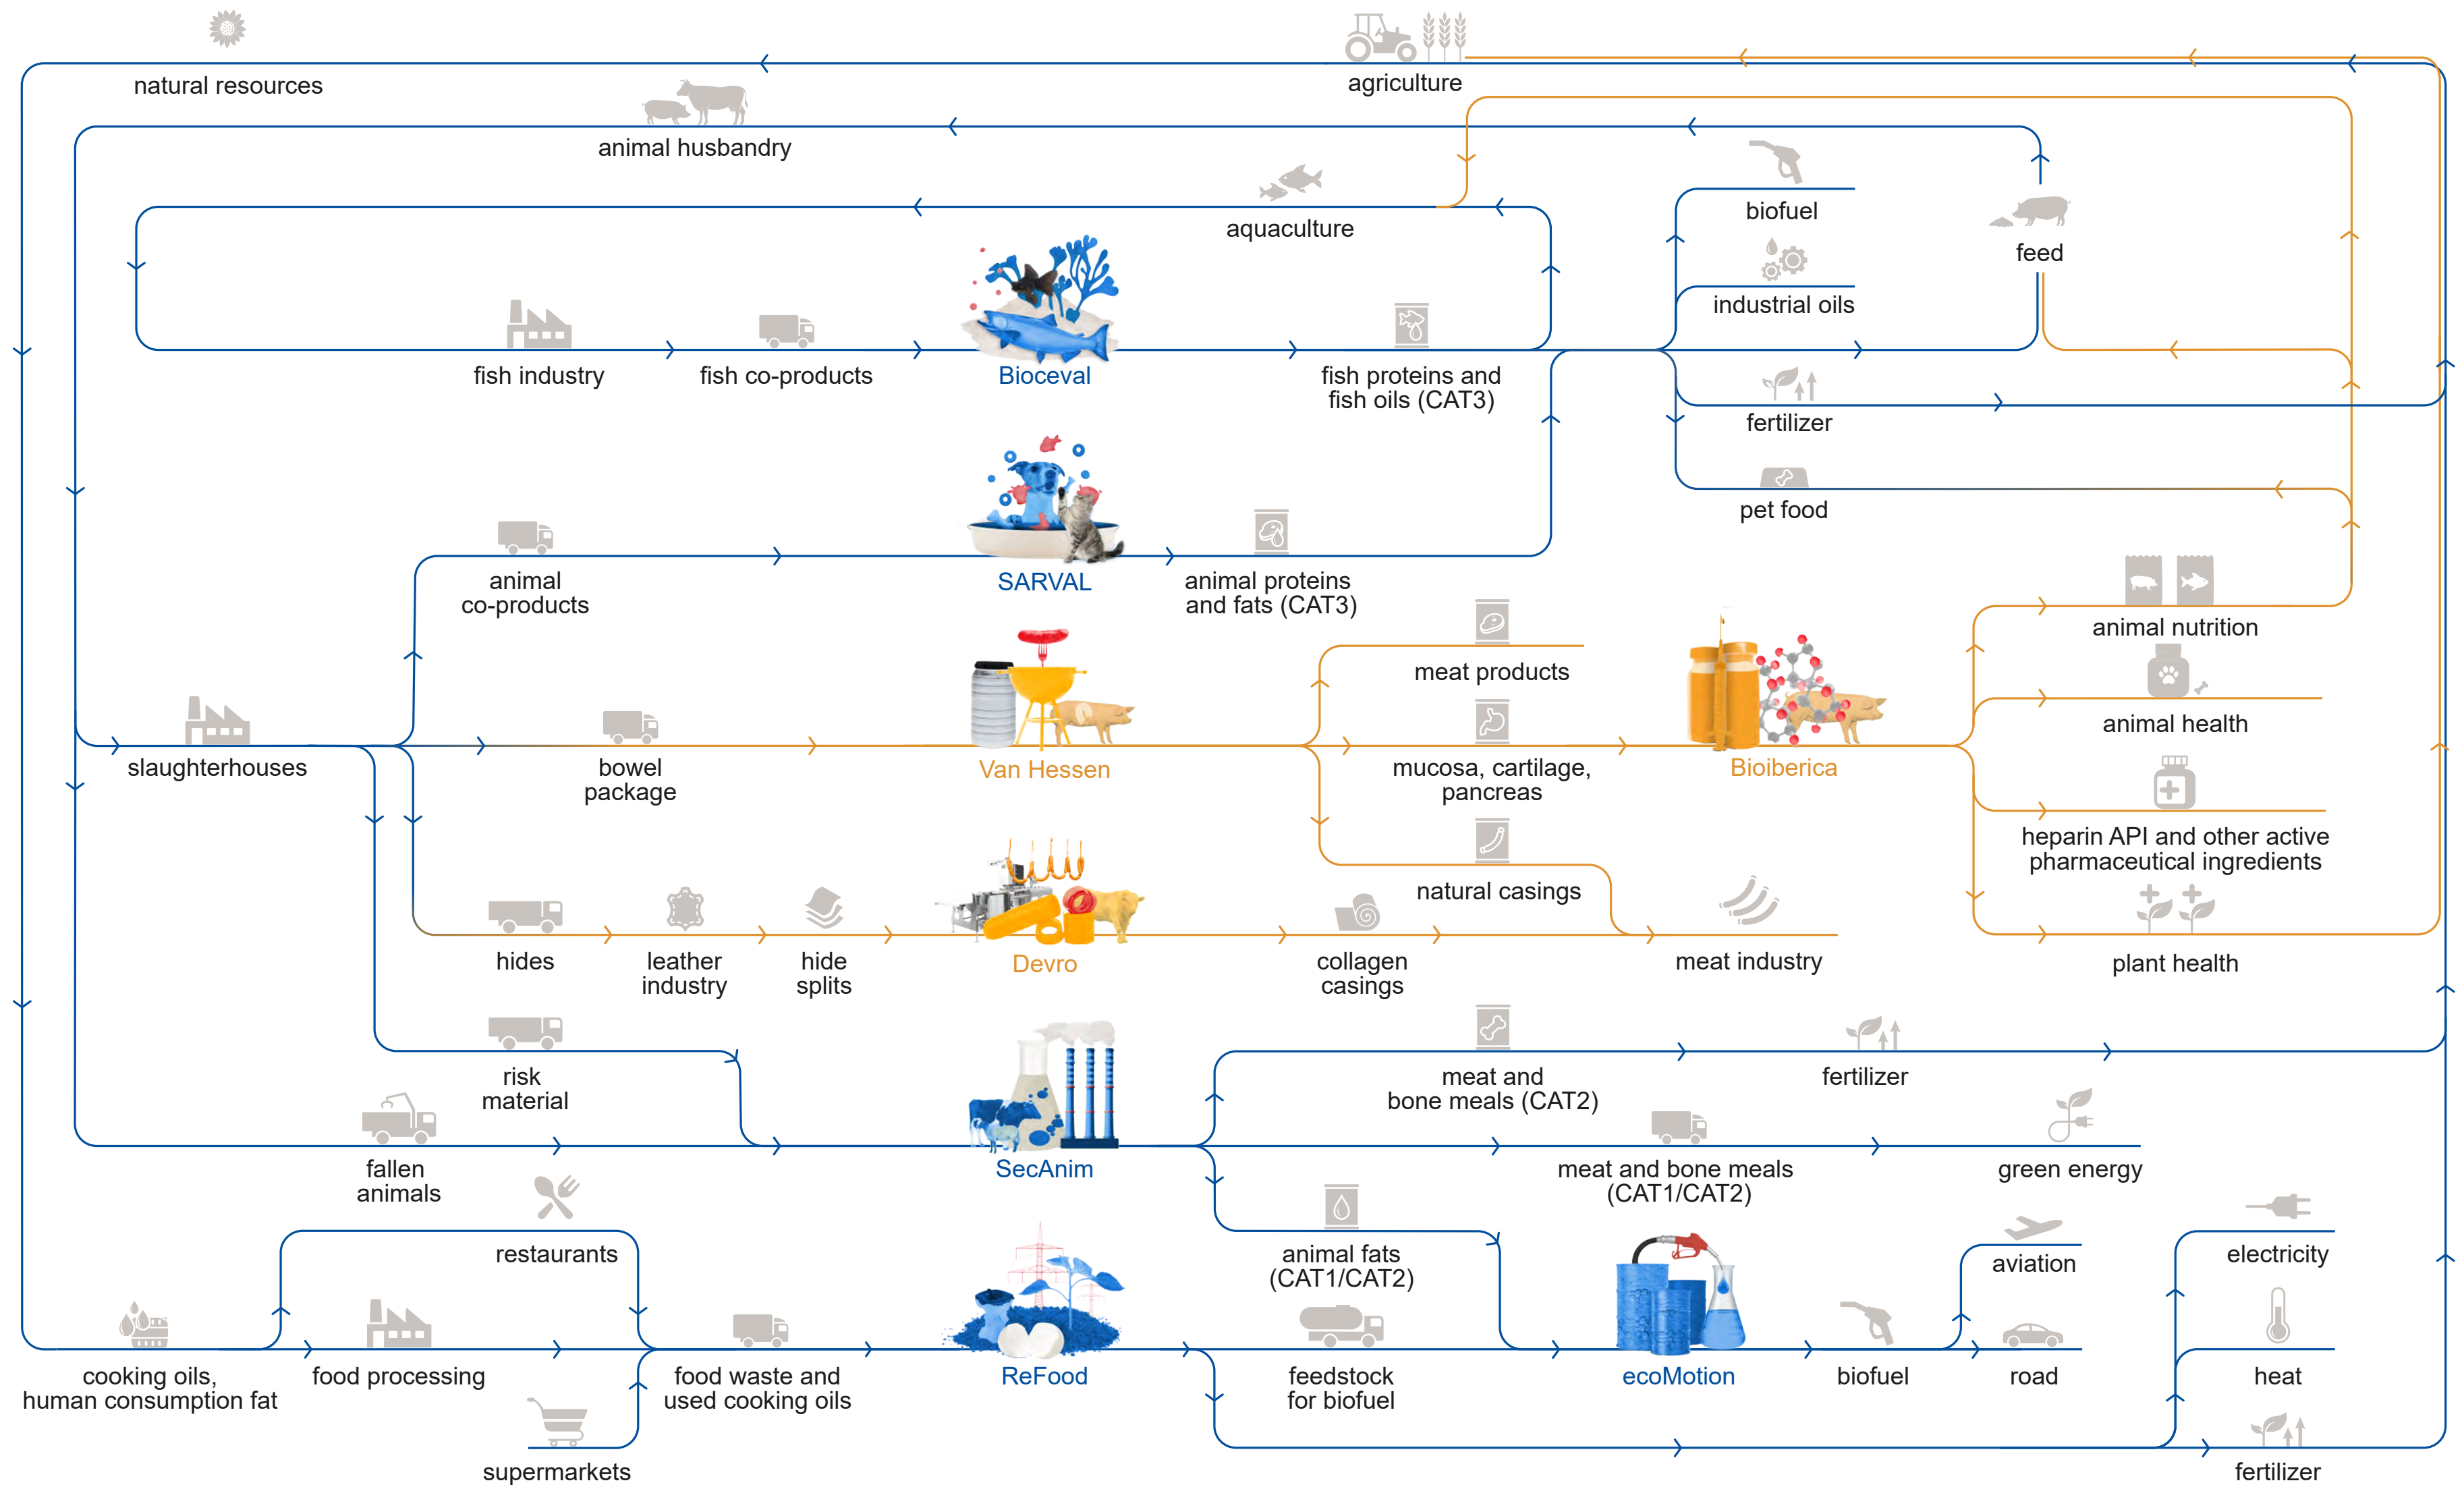 natural resources
agriculture
animal husbandry
aquaculture
biofuel
industrial oils
feed
fish industry
fish co-products
Bioceval
fish proteins and
fish oils (CAT3)
fertilizer
pet food
animal
co-products
SARVAL
animal proteins
and fats (CAT3)
meat products
animal nutrition
animal health
slaughterhouses
bowel
package
Van Hessen
mucosa, cartilage,
pancreas
Bioiberica
heparin API and other active
pharmaceutical ingredients
natural casings
hides
leather
industry
hide
splits
Devro
collagen
casings
meat industry
plant health
risk
material
meat and
bone meals (CAT2)
fertilizer
fallen
animals
SecAnim
meat and bone meals
(CAT1/CAT2)
green energy
restaurants
animal fats
(CAT1/CAT2)
aviation
electricity
cooking oils,
human consumption fat
food processing
food waste and
used cooking oils
ReFood
feedstock
for biofuel
ecoMotion
biofuel
road
heat
supermarkets
fertilizer